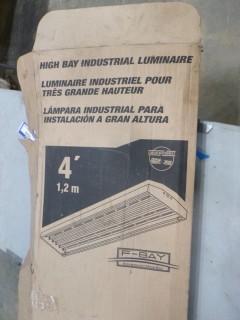 HIGH BAY INDUSTRIAL LUMINAIRE
LUMINAIRE INDUSTRIEL POUR
TRÈS GRANDE HAUTEUR
LÁMPARA INDUSTRIAL PARA
INSTALACIÓN A GRAN ALTURA
4´
1,2 m
F-BAY